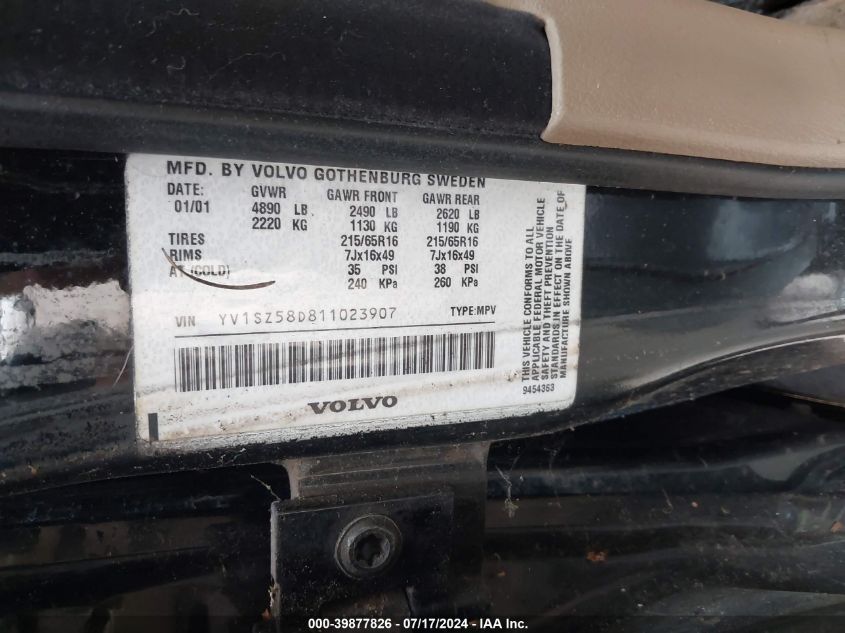 MFD. BY VOLVO GOTHENBURG SWEDEN
DATE: GVWR GAWR FRONT GAWR REAR
01/01 4890 LB 2490 LB 2620 LB
2220 KG 1130 KG 1190 KG
TIRES 215/65R16 215/65R16
RIMS 7Jx16x49 7Jx16x49
AT (COLD) 35 PSI 38 PSI
240 KPa 260 KPa
VIN YV1SZ58D811023907 TYPE:MPV
VOLVO
THIS VEHICLE CONFORMS TO ALL
APPLICABLE FEDERAL MOTOR VEHICLE
SAFETY AND THEFT PREVENTION
STANDARDS IN EFFECT ON THE DATE OF
MANUFACTURE SHOWN ABOVE
9454363
000-39877826 - 07/17/2024 - IAA Inc.